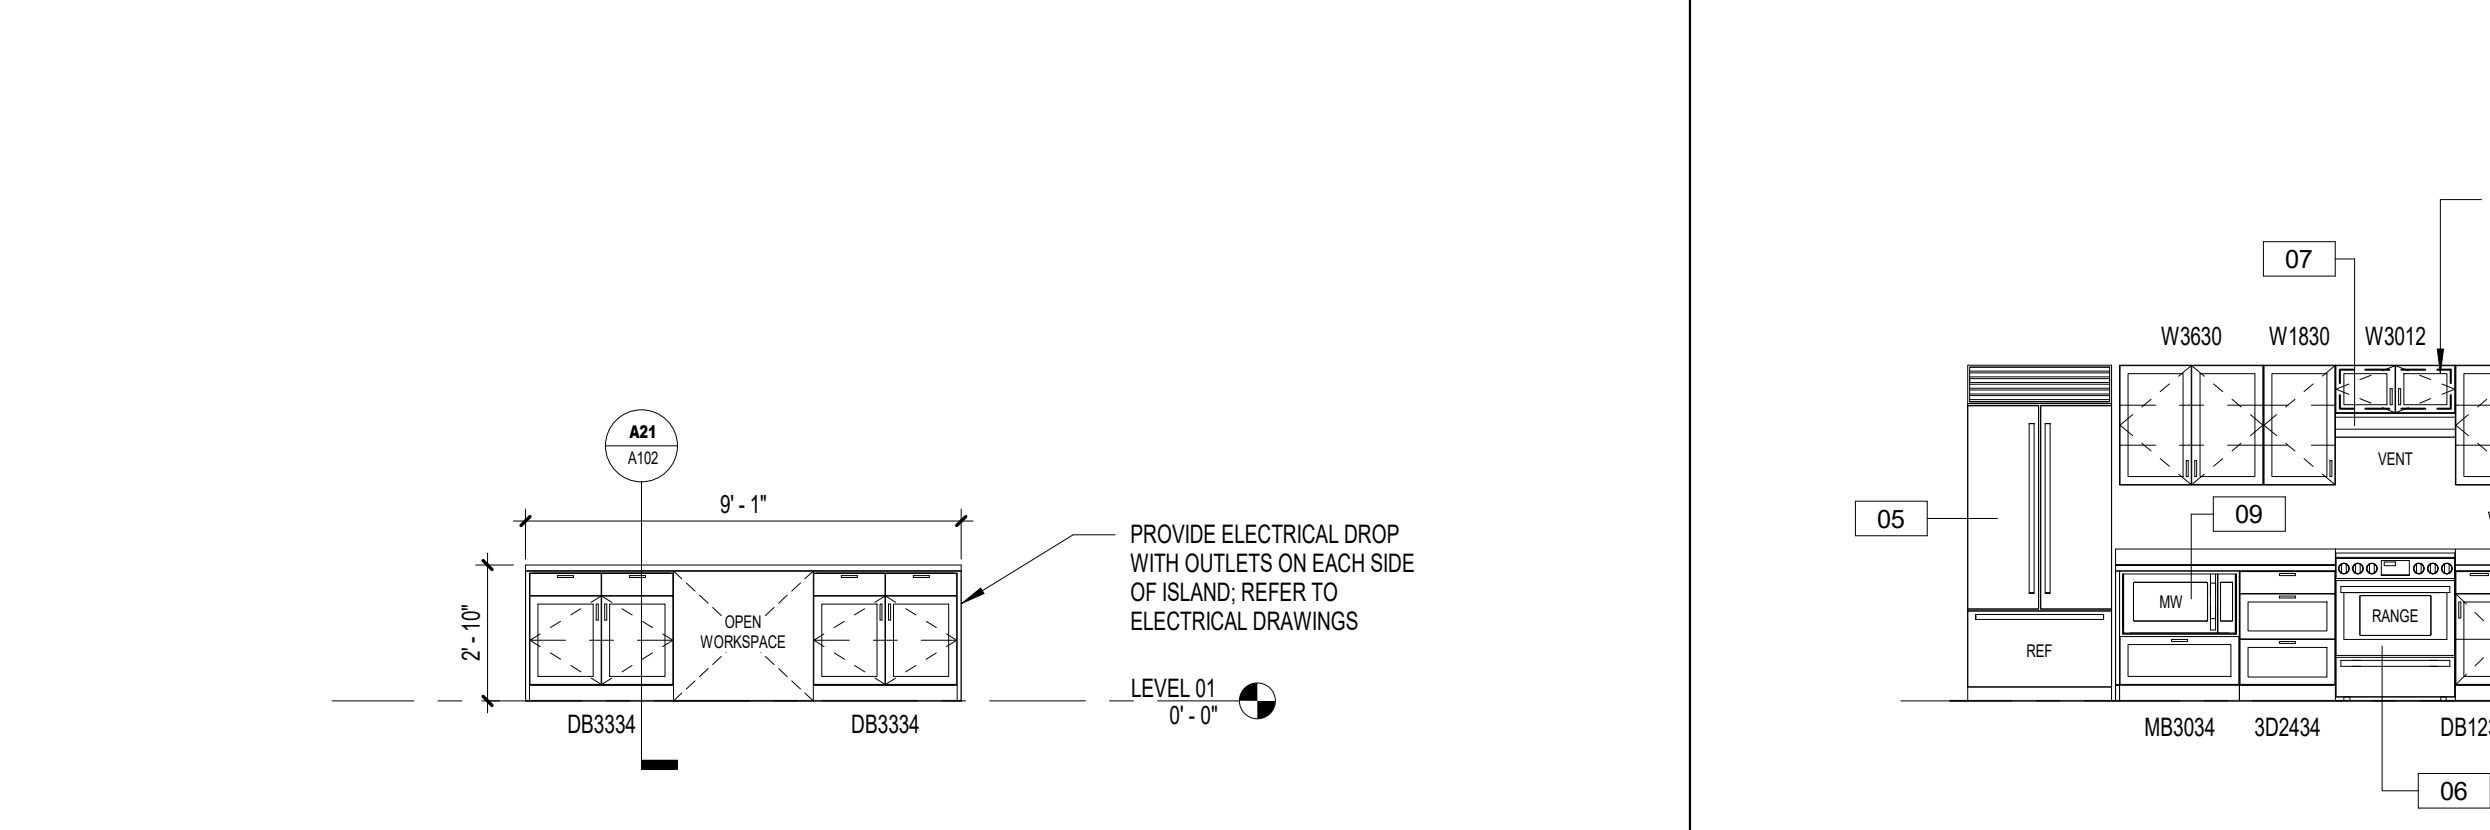 A21
A102
9' - 1"
2' - 10"
OPEN
WORKSPACE
PROVIDE ELECTRICAL DROP
WITH OUTLETS ON EACH SIDE
OF ISLAND; REFER TO
ELECTRICAL DRAWINGS
LEVEL 01
0' - 0"
DB3334
DB3334
07
W3630
W1830
W3012
VENT
05
09
MW
RANGE
REF
MB3034
3D2434
06